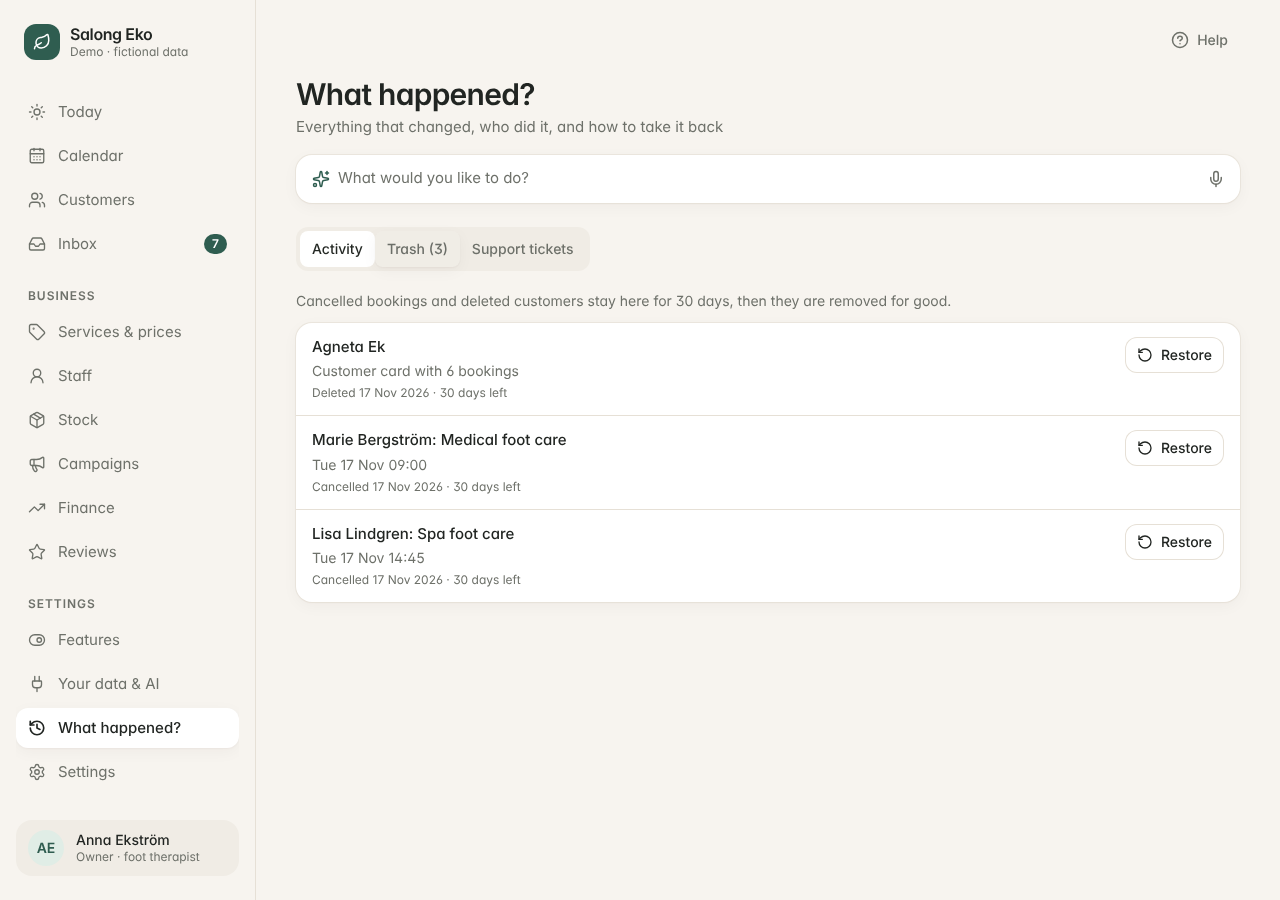 Salong Eko
Demo · fictional data
Today
Calendar
Customers
Inbox 7
BUSINESS
Services & prices
Staff
Stock
Campaigns
Finance
Reviews
SETTINGS
Features
Your data & AI
What happened?
Settings
AE
Anna Ekström
Owner · foot therapist
Help
What happened?
Everything that changed, who did it, and how to take it back
What would you like to do?
Activity Trash (3) Support tickets
Cancelled bookings and deleted customers stay here for 30 days, then they are removed for good.
Agneta Ek
Customer card with 6 bookings
Deleted 17 Nov 2026 · 30 days left
Restore
Marie Bergström: Medical foot care
Tue 17 Nov 09:00
Cancelled 17 Nov 2026 · 30 days left
Restore
Lisa Lindgren: Spa foot care
Tue 17 Nov 14:45
Cancelled 17 Nov 2026 · 30 days left
Restore